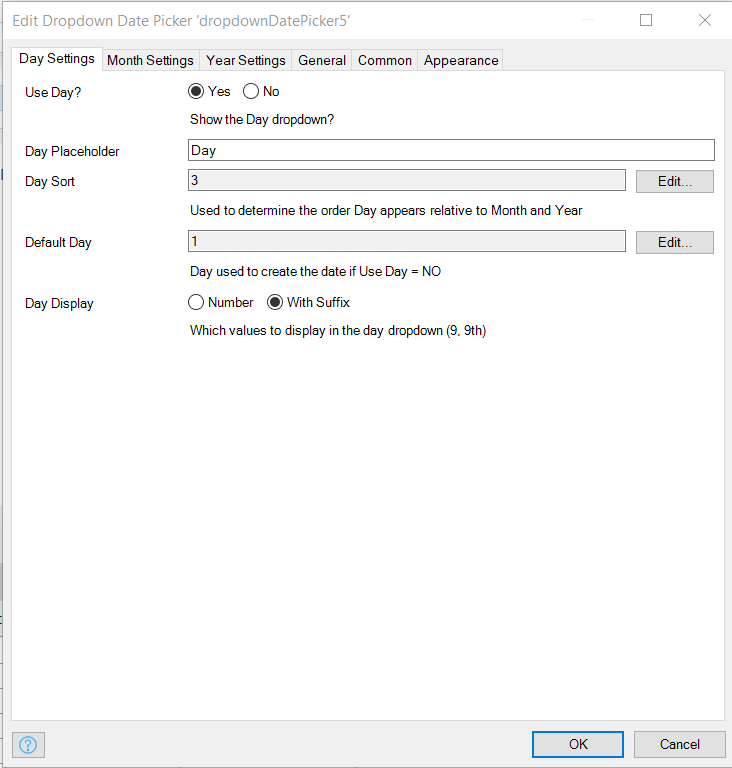 Edit Dropdown Date Picker 'dropdownDatePicker5'
Day Settings Month Settings Year Settings General Common Appearance
Use Day? Yes No
Show the Day dropdown?
Day Placeholder Day
Day Sort 3 Edit...
Used to determine the order Day appears relative to Month and Year
Default Day 1 Edit...
Day used to create the date if Use Day = NO
Day Display Number With Suffix
Which values to display in the day dropdown (9, 9th)
? OK Cancel